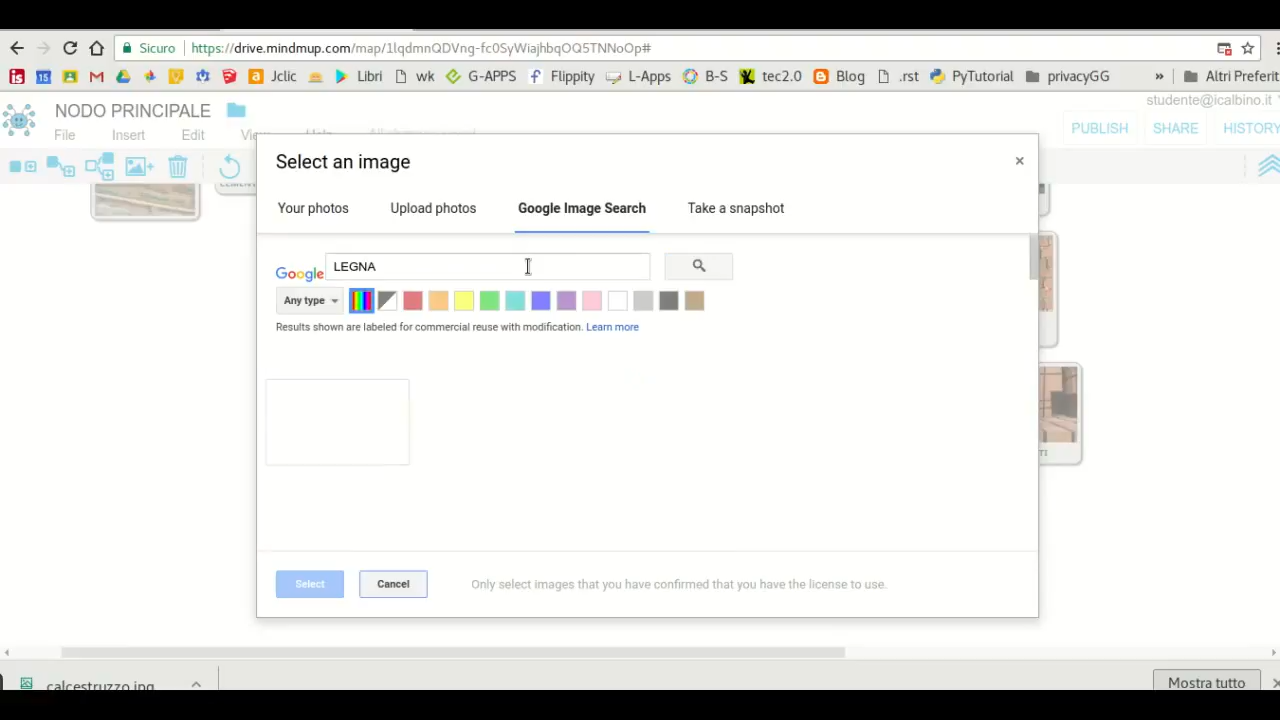 Sicuro https://drive.mindmup.com/map/1lqdmnQDVng-fc0SyWiajhbqOQ5TNNoOp#
Jclic Libri wk G-APPS Flippity L-Apps B-S tec2.0 Blog .rst PyTutorial privacyGG » Altri Preferit
studente@icalbino.it
NODO PRINCIPALE
File Insert Edit View Help
PUBLISH SHARE HISTORY
Select an image ×
Your photos Upload photos Google Image Search Take a snapshot
Google LEGNA
Any type
Results shown are labeled for commercial reuse with modification. Learn more
TI
Select Cancel Only select images that you have confirmed that you have the license to use.
calcestruzzo.jpg Mostra tutto